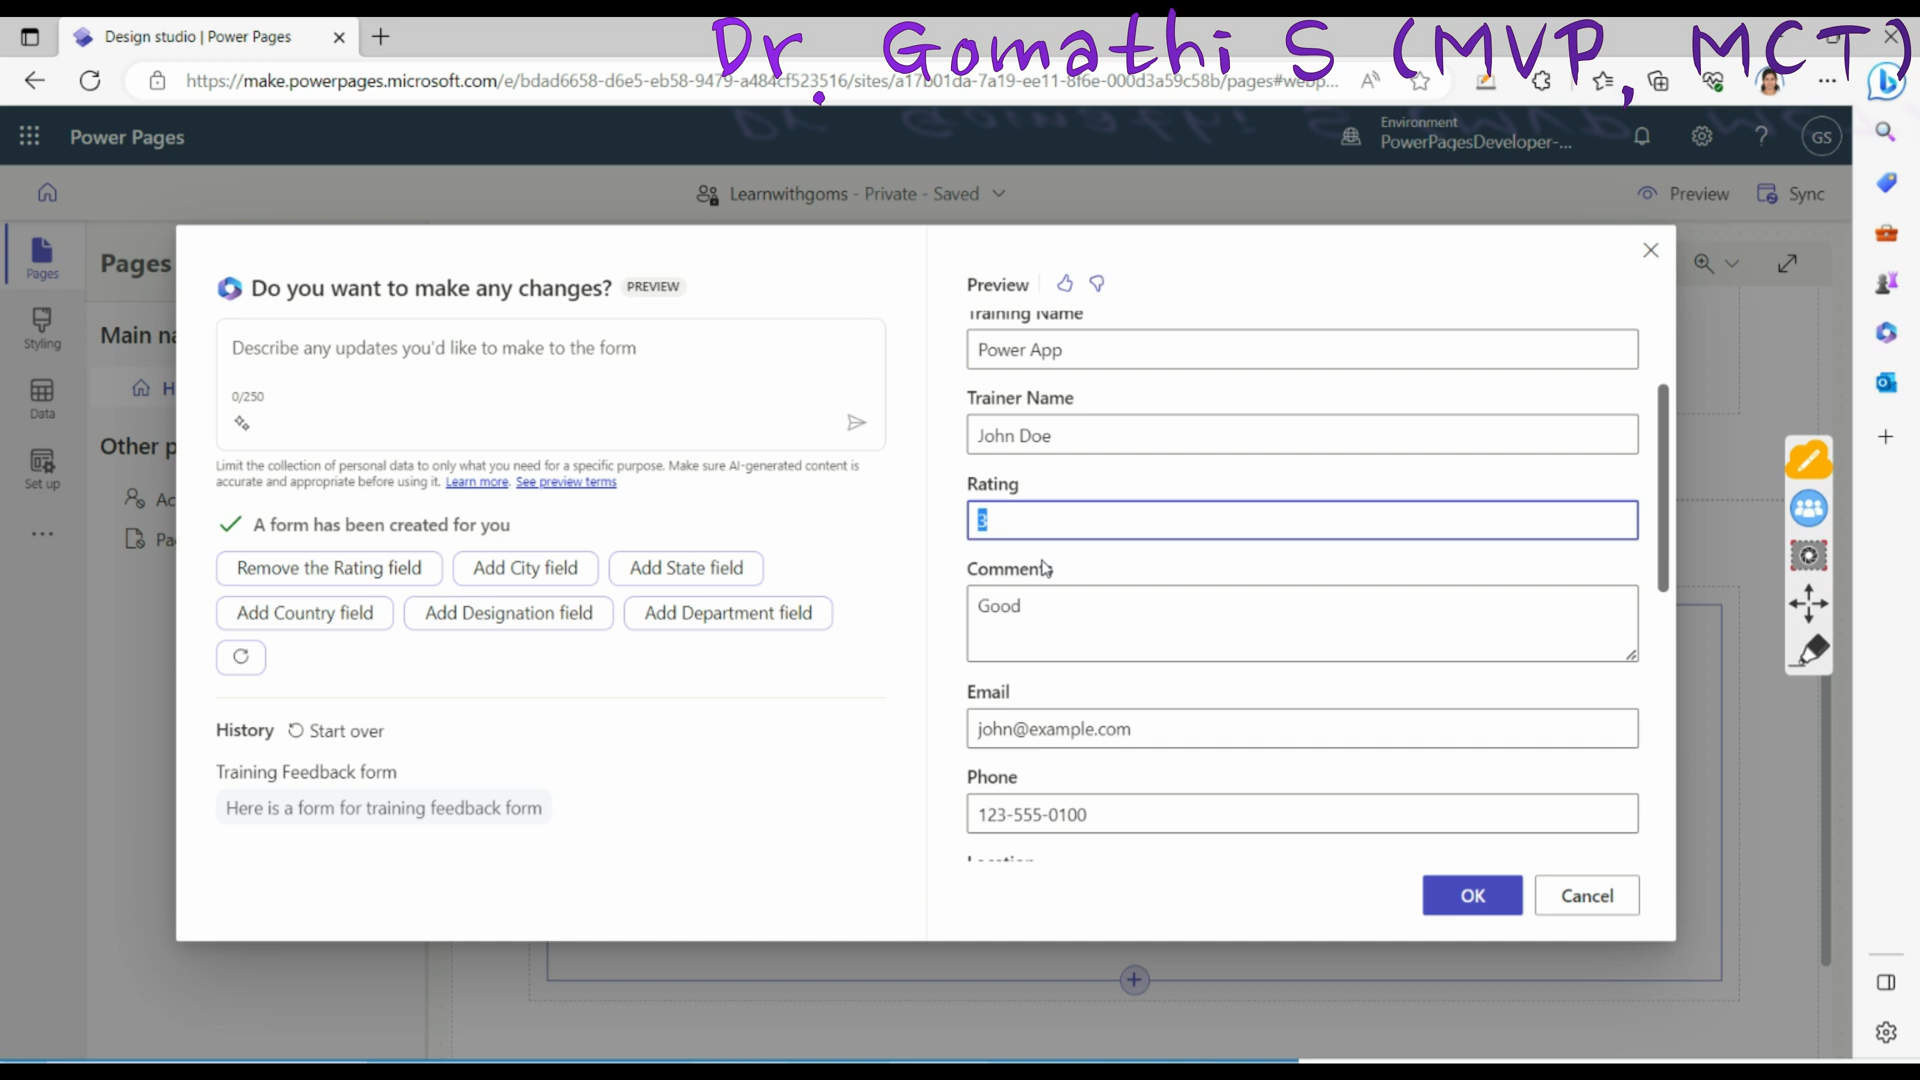 Dr. Gomathi S (MVP, MCT)
Design studio | Power Pages
https://make.powerpages.microsoft.com/e/bdad6658-d6e5-eb58-9479-a484cf523516/sites/a17b01da-7a19-ee11-8f6e-000d3a59c58b/pages#webp...
Power Pages
Environment
PowerPagesDeveloper-...
GS
Learnwithgoms - Private - Saved
Preview
Sync
Pages
Styling
Data
Set up
Pages
Main na
H
Other p
Ac
Pa
Do you want to make any changes? PREVIEW
Describe any updates you'd like to make to the form
0/250
Limit the collection of personal data to only what you need for a specific purpose. Make sure AI-generated content is
accurate and appropriate before using it. Learn more. See preview terms
A form has been created for you
Remove the Rating field
Add City field
Add State field
Add Country field
Add Designation field
Add Department field
History
Start over
Training Feedback form
Here is a form for training feedback form
Preview
Training Name
Power App
Trainer Name
John Doe
Rating
3
Comments
Good
Email
john@example.com
Phone
123-555-0100
Location
OK
Cancel